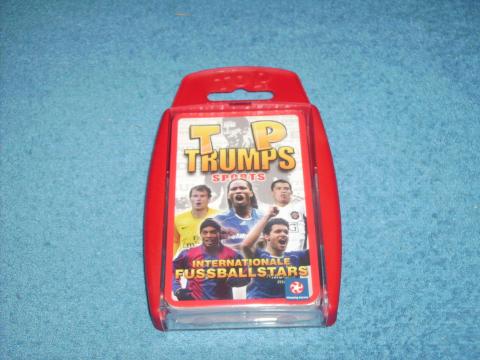 TOP
TRUMPS
SPORTS
INTERNATIONALE
FUSSBALLSTARS